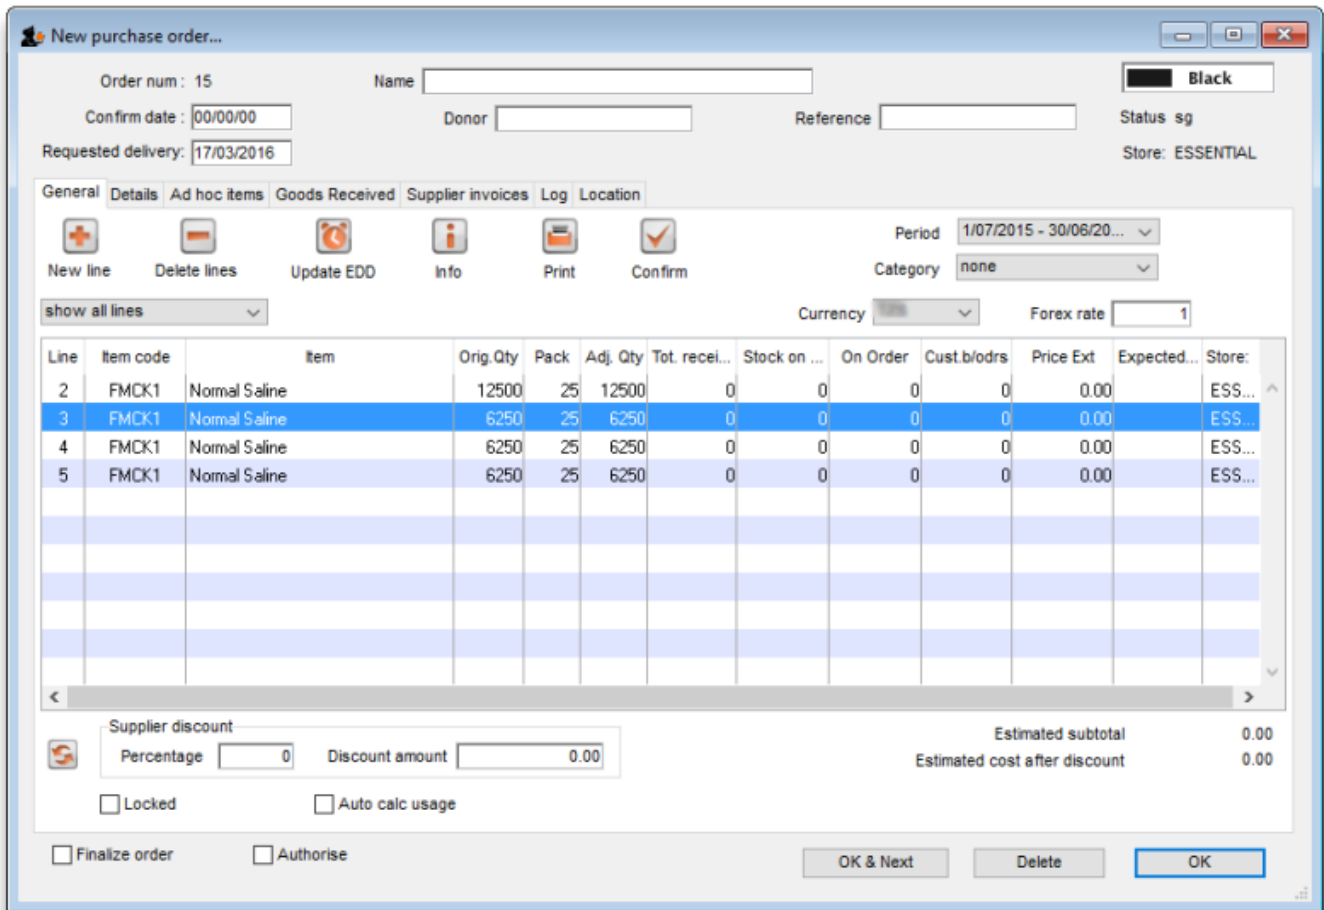 New purchase order...
Order num : 15 Name Black
Confirm date : 00/00/00 Donor Reference Status sg
Requested delivery: 17/03/2016 Store: ESSENTIAL
General Details Ad hoc items Goods Received Supplier invoices Log Location
New line Delete lines Update EDD Info Print Confirm
Period 1/07/2015 - 30/06/20...
Category none
show all lines Currency Forex rate 1
Line Item code Item Orig.Qty Pack Adj. Qty Tot. recei... Stock on ... On Order Cust.b/odrs Price Ext Expected... Store:
2 FMCK1 Normal Saline 12500 25 12500 0 0 0 0 0.00 ESS...
3 FMCK1 Normal Saline 6250 25 6250 0 0 0 0 0.00 ESS...
4 FMCK1 Normal Saline 6250 25 6250 0 0 0 0 0.00 ESS...
5 FMCK1 Normal Saline 6250 25 6250 0 0 0 0 0.00 ESS...
Supplier discount
Percentage 0 Discount amount 0.00
Estimated subtotal 0.00
Estimated cost after discount 0.00
Locked Auto calc usage
Finalize order Authorise OK & Next Delete OK